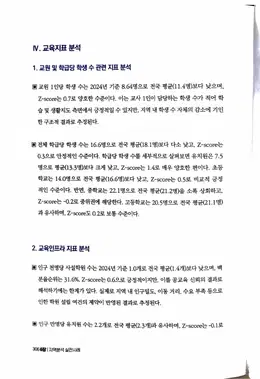 Ⅳ. 교육지표 분석
1. 교원 및 학급당 학생 수 관련 지표 분석
▣ 교원 1인당 학생 수는 2024년 기준 8.64명으로 전국 평균(11.4명)보다 낮으며,
Z-score는 0.7로 양호한 수준이다. 이는 교사 1인이 담당하는 학생 수가 적어 학
습 및 생활지도 측면에서 긍정적일 수 있지만, 지역 내 학생 수 자체의 감소에 기인
한 구조적 결과로 추정된다.
▣ 전체 학급당 학생 수는 16.6명으로 전국 평균(18.1명)보다 다소 낮고, Z-score는
0.3으로 안정적인 수준이다. 학급당 학생 수를 세부적으로 살펴보면 유치원은 7.5
명으로 평균(13.3명)보다 크게 낮고, Z-score는 1.4로 매우 양호한 편이다. 초등
학교는 14.0명으로 전국 평균(16.6명)보다 낮고, Z-score는 0.5로 비교적 긍정
적인 수준이다. 반면, 중학교는 22.1명으로 전국 평균(21.2명)을 소폭 상회하고,
Z-score는 -0.2로 중위권에 해당한다. 고등학교는 20.5명으로 전국 평균(21.1명)
과 유사하며, Z-score도 0.2로 보통 수준이다.
2. 교육인프라 지표 분석
▣ 인구 천명당 사설학원 수는 2024년 기준 1.0개로 전국 평균(1.4개)보다 낮으며, 백
분율순위는 31.6%, Z-score는 0.6으로 긍정적이지만, 이를 종교육 신뢰의 결과로
해석하기에는 한계가 있다. 실제로 지역 내 인구밀도, 이동 거리, 수요 부족 등으로
인한 학원 설립 여건의 제약이 반영된 결과로 추정된다.
▣ 인구 만명당 유치원 수는 2.2개로 전국 평균(2.3개)과 유사하며, Z-score는 -0.1로
지역분석 실전사례